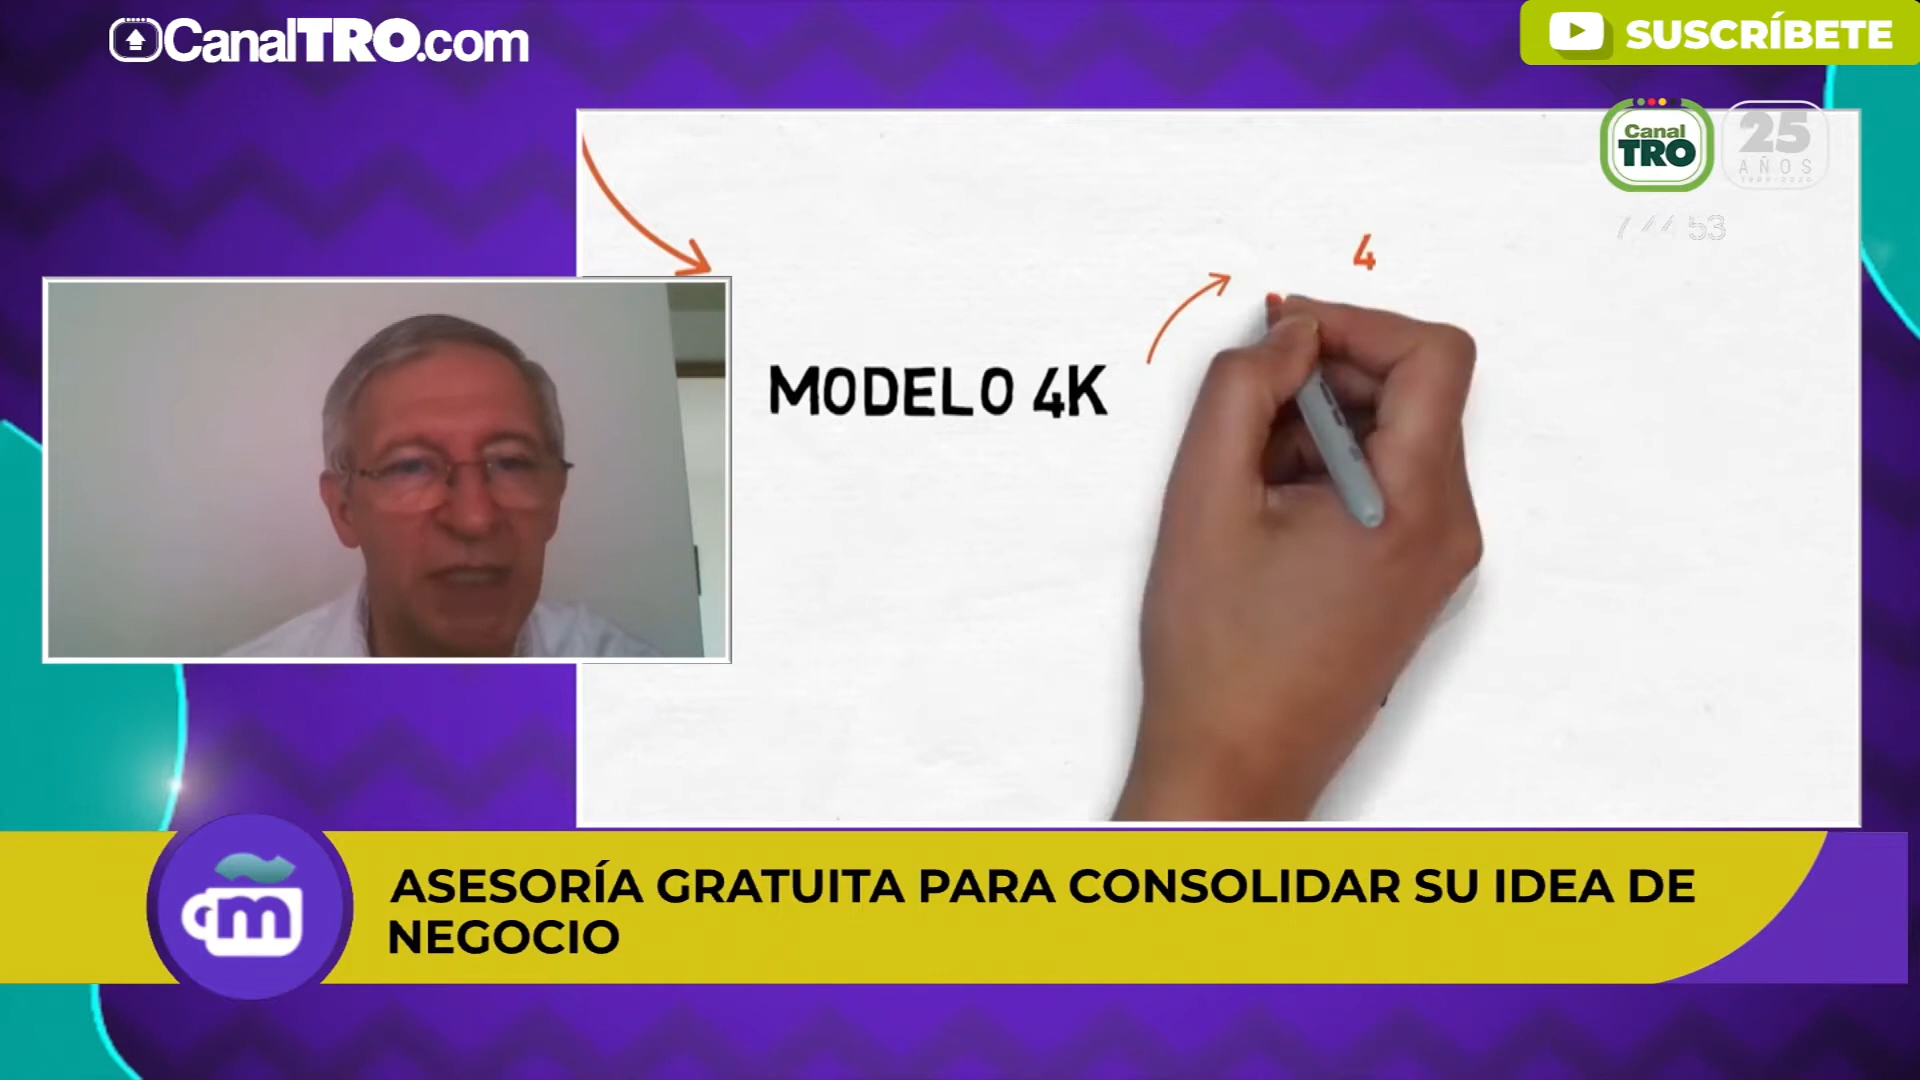 CanalTRO.com
SUSCRÍBETE
Canal
TRO
25
AÑOS
4
MODELO 4K
m
ASESORÍA GRATUITA PARA CONSOLIDAR SU IDEA DE
NEGOCIO